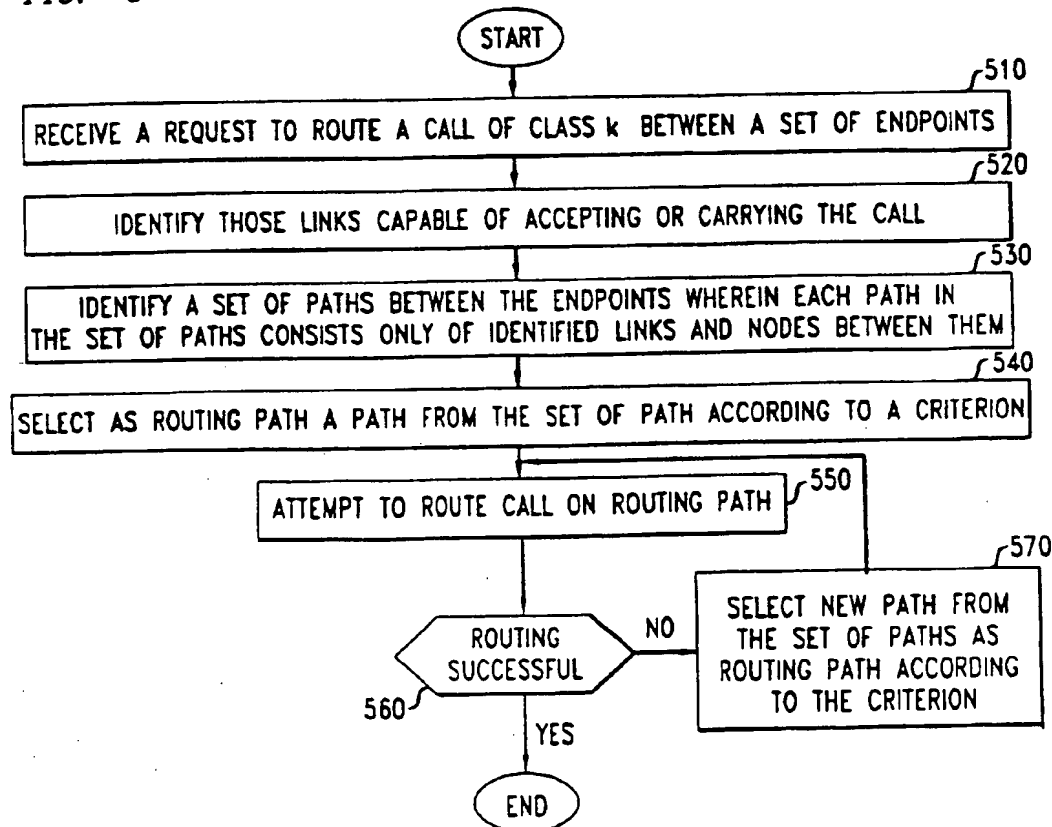 FIG.
START
510
RECEIVE A REQUEST TO ROUTE A CALL OF CLASS k BETWEEN A SET OF ENDPOINTS
520
IDENTIFY THOSE LINKS CAPABLE OF ACCEPTING OR CARRYING THE CALL
530
IDENTIFY A SET OF PATHS BETWEEN THE ENDPOINTS WHEREIN EACH PATH IN
THE SET OF PATHS CONSISTS ONLY OF IDENTIFIED LINKS AND NODES BETWEEN THEM
540
SELECT AS ROUTING PATH A PATH FROM THE SET OF PATH ACCORDING TO A CRITERION
ATTEMPT TO ROUTE CALL ON ROUTING PATH
550
570
ROUTING
SUCCESSFUL
560
NO
SELECT NEW PATH FROM
THE SET OF PATHS AS
ROUTING PATH ACCORDING
TO THE CRITERION
YES
END